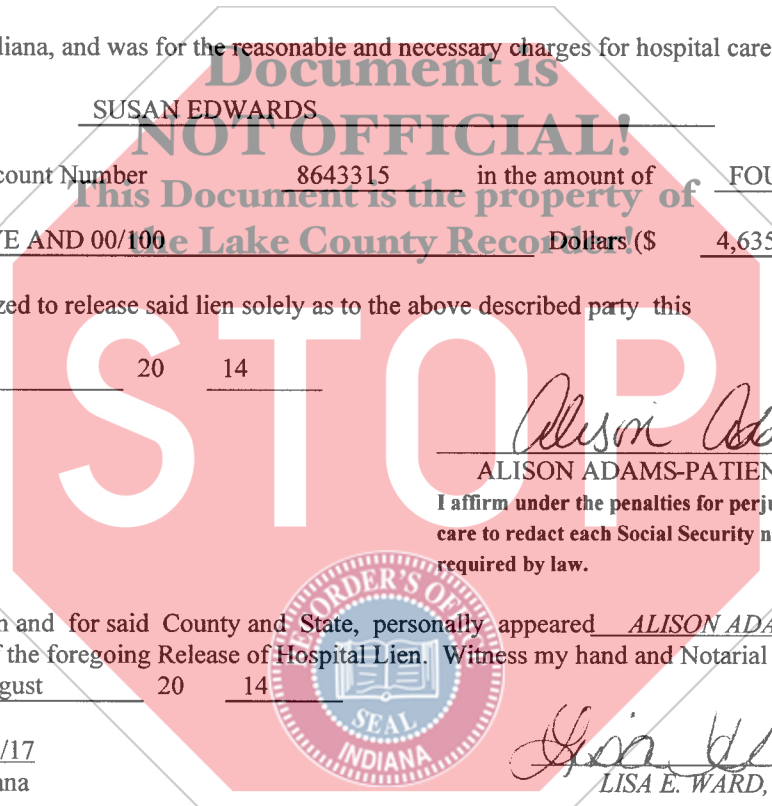 diana, and was for the reasonable and necessary charges for hospital care
Document is
SUSAN EDWARDS
NOT OFFICIAL!
count Number 8643315 in the amount of FOU
This Document is the property of
VE AND 00/100 Dollars ($ 4,635
the Lake County Recorder!
zed to release said lien solely as to the above described party this
STOP
20 14
Alison Ada
ALISON ADAMS-PATIEN
I affirm under the penalties for perju
care to redact each Social Security n
required by law.
RECORDER'S OFFICE
n and for said County and State, personally appeared ALISON ADA
f the foregoing Release of Hospital Lien. Witness my hand and Notarial
gust 20 14
SEAL
INDIANA
/17
ana
LISA E. WARD,